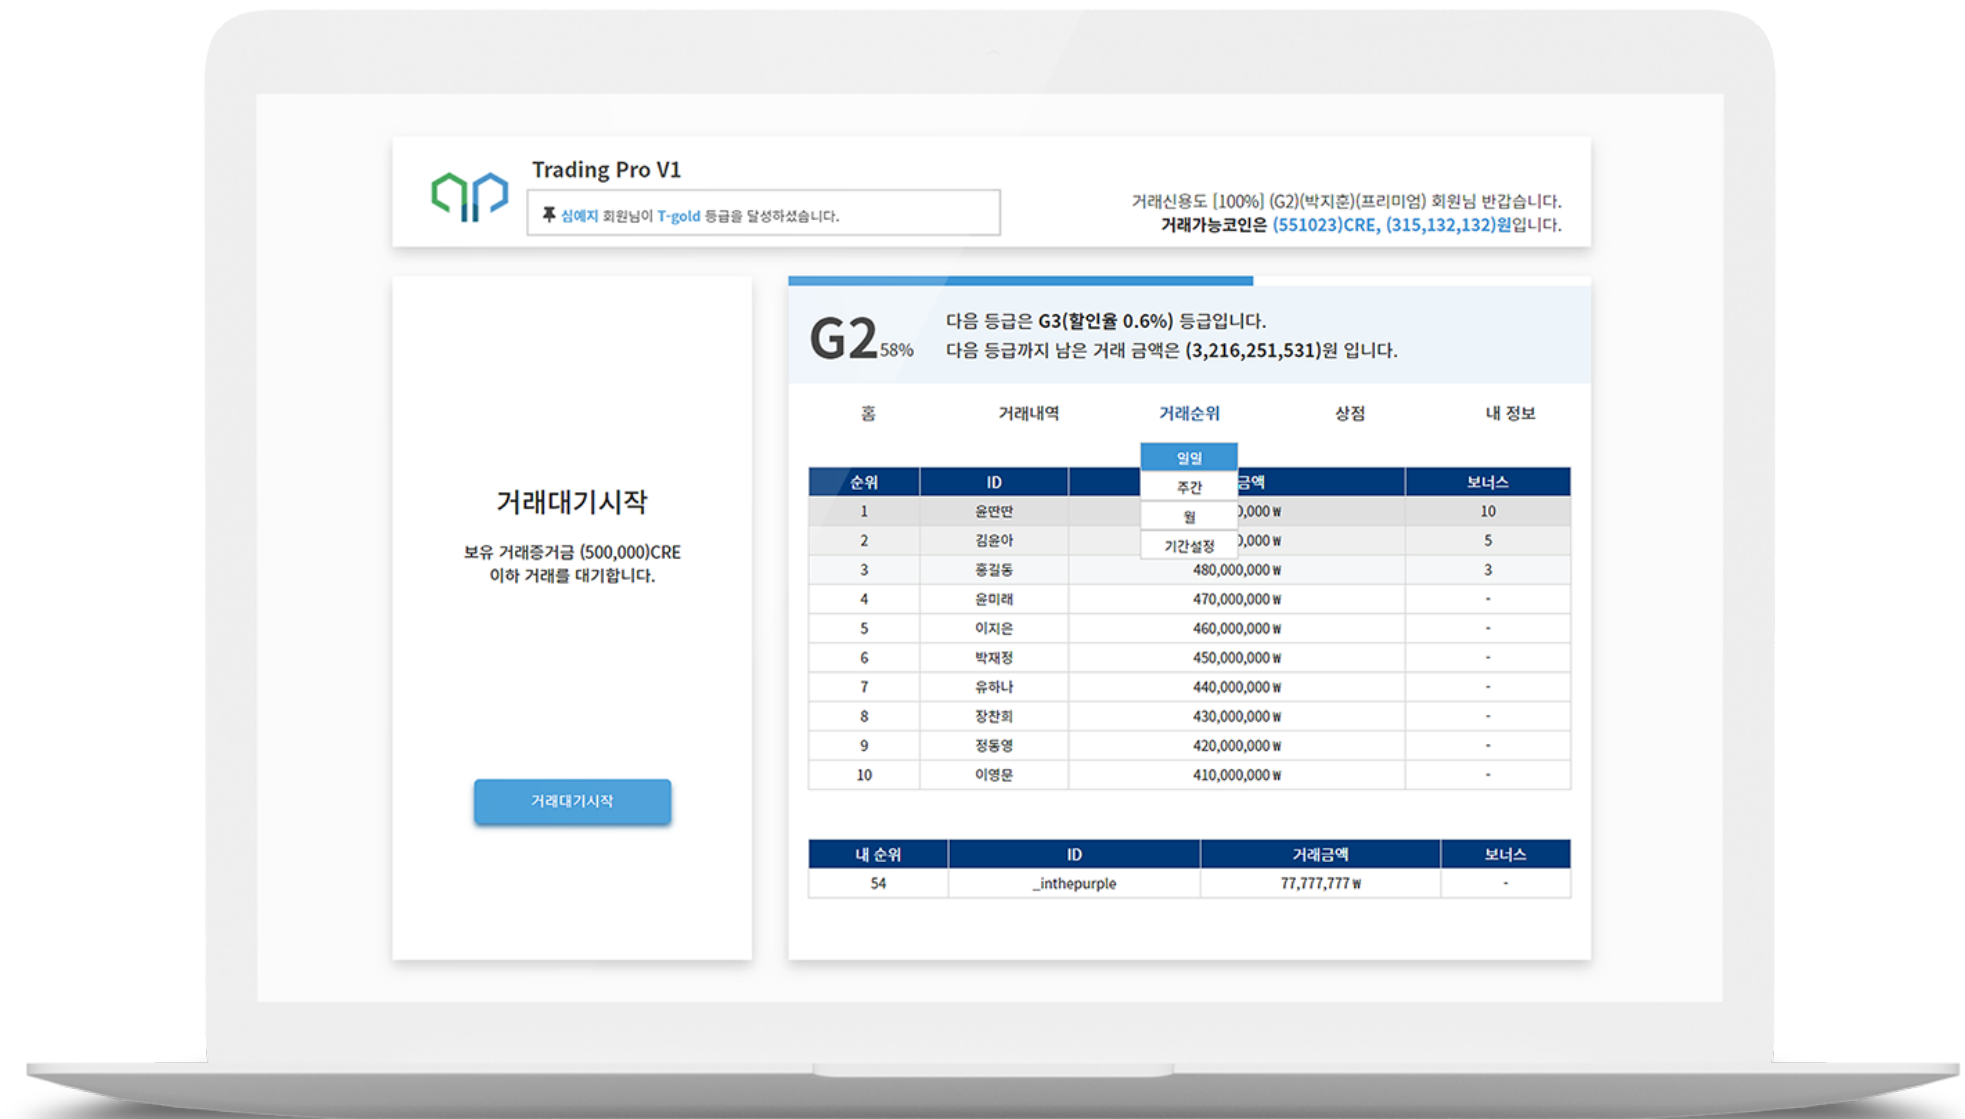 Trading Pro V1
심예지 회원님이 T-gold 등급을 달성하셨습니다.
거래신용도 [100%] (G2)(박지훈)(프리미엄) 회원님 반갑습니다.
거래가능코인은 (551023)CRE, (315,132,132)원입니다.
거래대기시작
보유 거래증거금 (500,000)CRE
이하 거래를 대기합니다.
거래대기시작
G2 58%
다음 등급은 G3(할인율 0.6%) 등급입니다.
다음 등급까지 남은 거래 금액은 (3,216,251,531)원 입니다.
홈 거래내역 거래순위 상점 내 정보
일일
주간
월
기간설정
순위 ID 금액 보너스
1 윤딴딴 0,000 ₩ 10
2 김윤아 0,000 ₩ 5
3 홍길동 480,000,000 ₩ 3
4 윤미래 470,000,000 ₩ -
5 이지은 460,000,000 ₩ -
6 박재정 450,000,000 ₩ -
7 유하나 440,000,000 ₩ -
8 장찬희 430,000,000 ₩ -
9 정동영 420,000,000 ₩ -
10 이영문 410,000,000 ₩ -
내 순위 ID 거래금액 보너스
54 _inthepurple 77,777,777 ₩ -